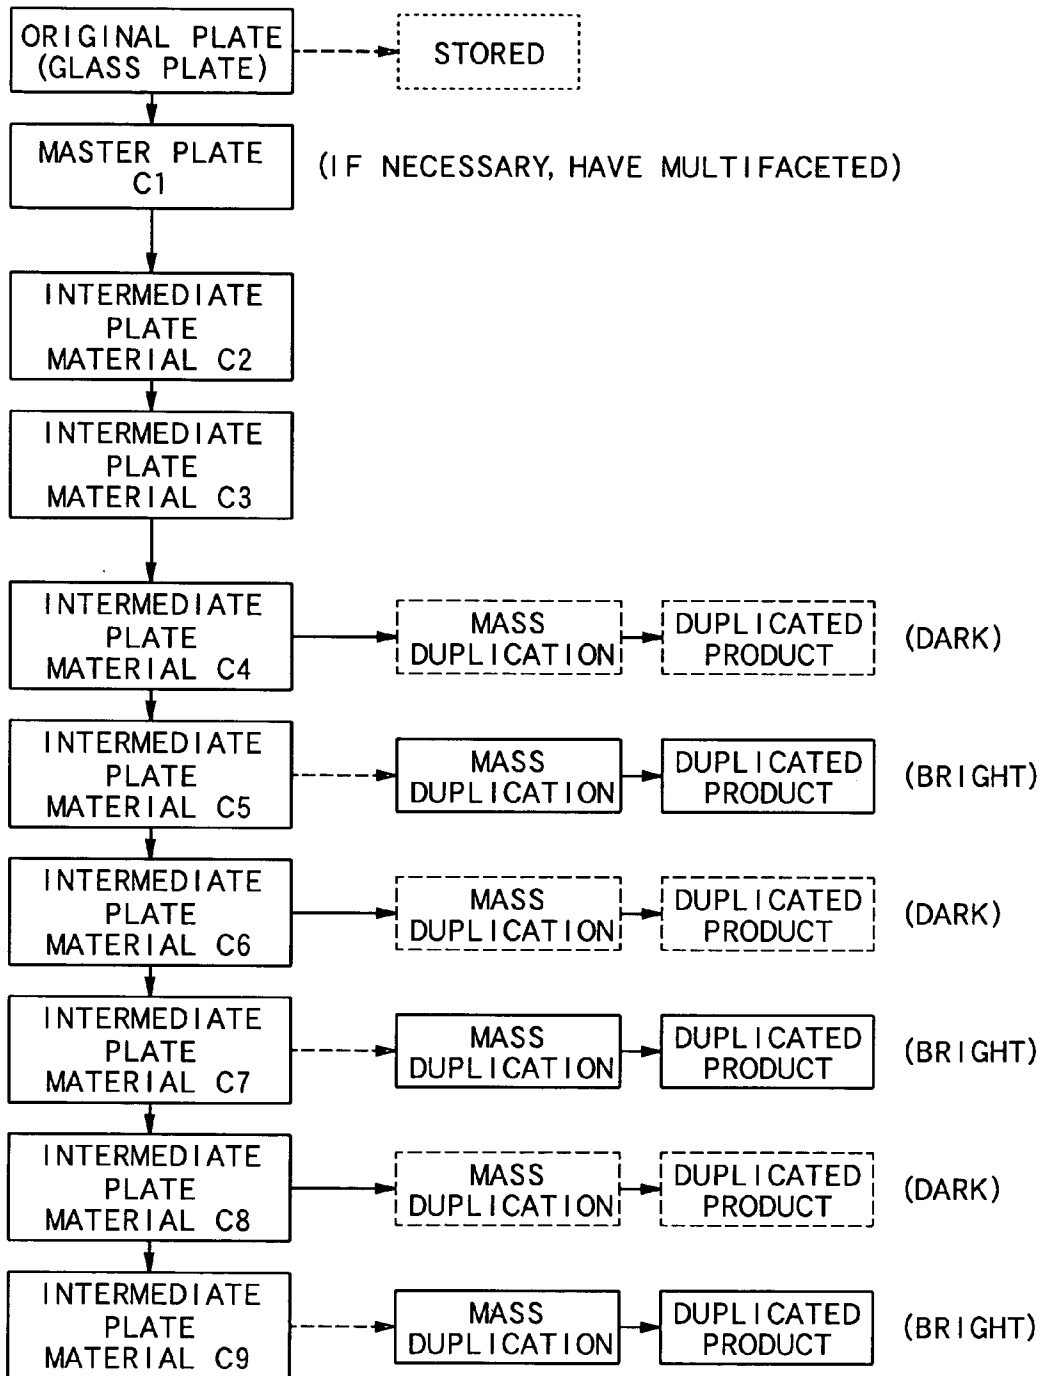 ORIGINAL PLATE
(GLASS PLATE)
STORED
MASTER PLATE
C1
(IF NECESSARY, HAVE MULTIFACETED)
INTERMEDIATE
PLATE
MATERIAL C2
INTERMEDIATE
PLATE
MATERIAL C3
INTERMEDIATE
PLATE
MATERIAL C4
MASS
DUPLICATION
DUPLICATED
PRODUCT
(DARK)
INTERMEDIATE
PLATE
MATERIAL C5
MASS
DUPLICATION
DUPLICATED
PRODUCT
(BRIGHT)
INTERMEDIATE
PLATE
MATERIAL C6
MASS
DUPLICATION
DUPLICATED
PRODUCT
(DARK)
INTERMEDIATE
PLATE
MATERIAL C7
MASS
DUPLICATION
DUPLICATED
PRODUCT
(BRIGHT)
INTERMEDIATE
PLATE
MATERIAL C8
MASS
DUPLICATION
DUPLICATED
PRODUCT
(DARK)
INTERMEDIATE
PLATE
MATERIAL C9
MASS
DUPLICATION
DUPLICATED
PRODUCT
(BRIGHT)